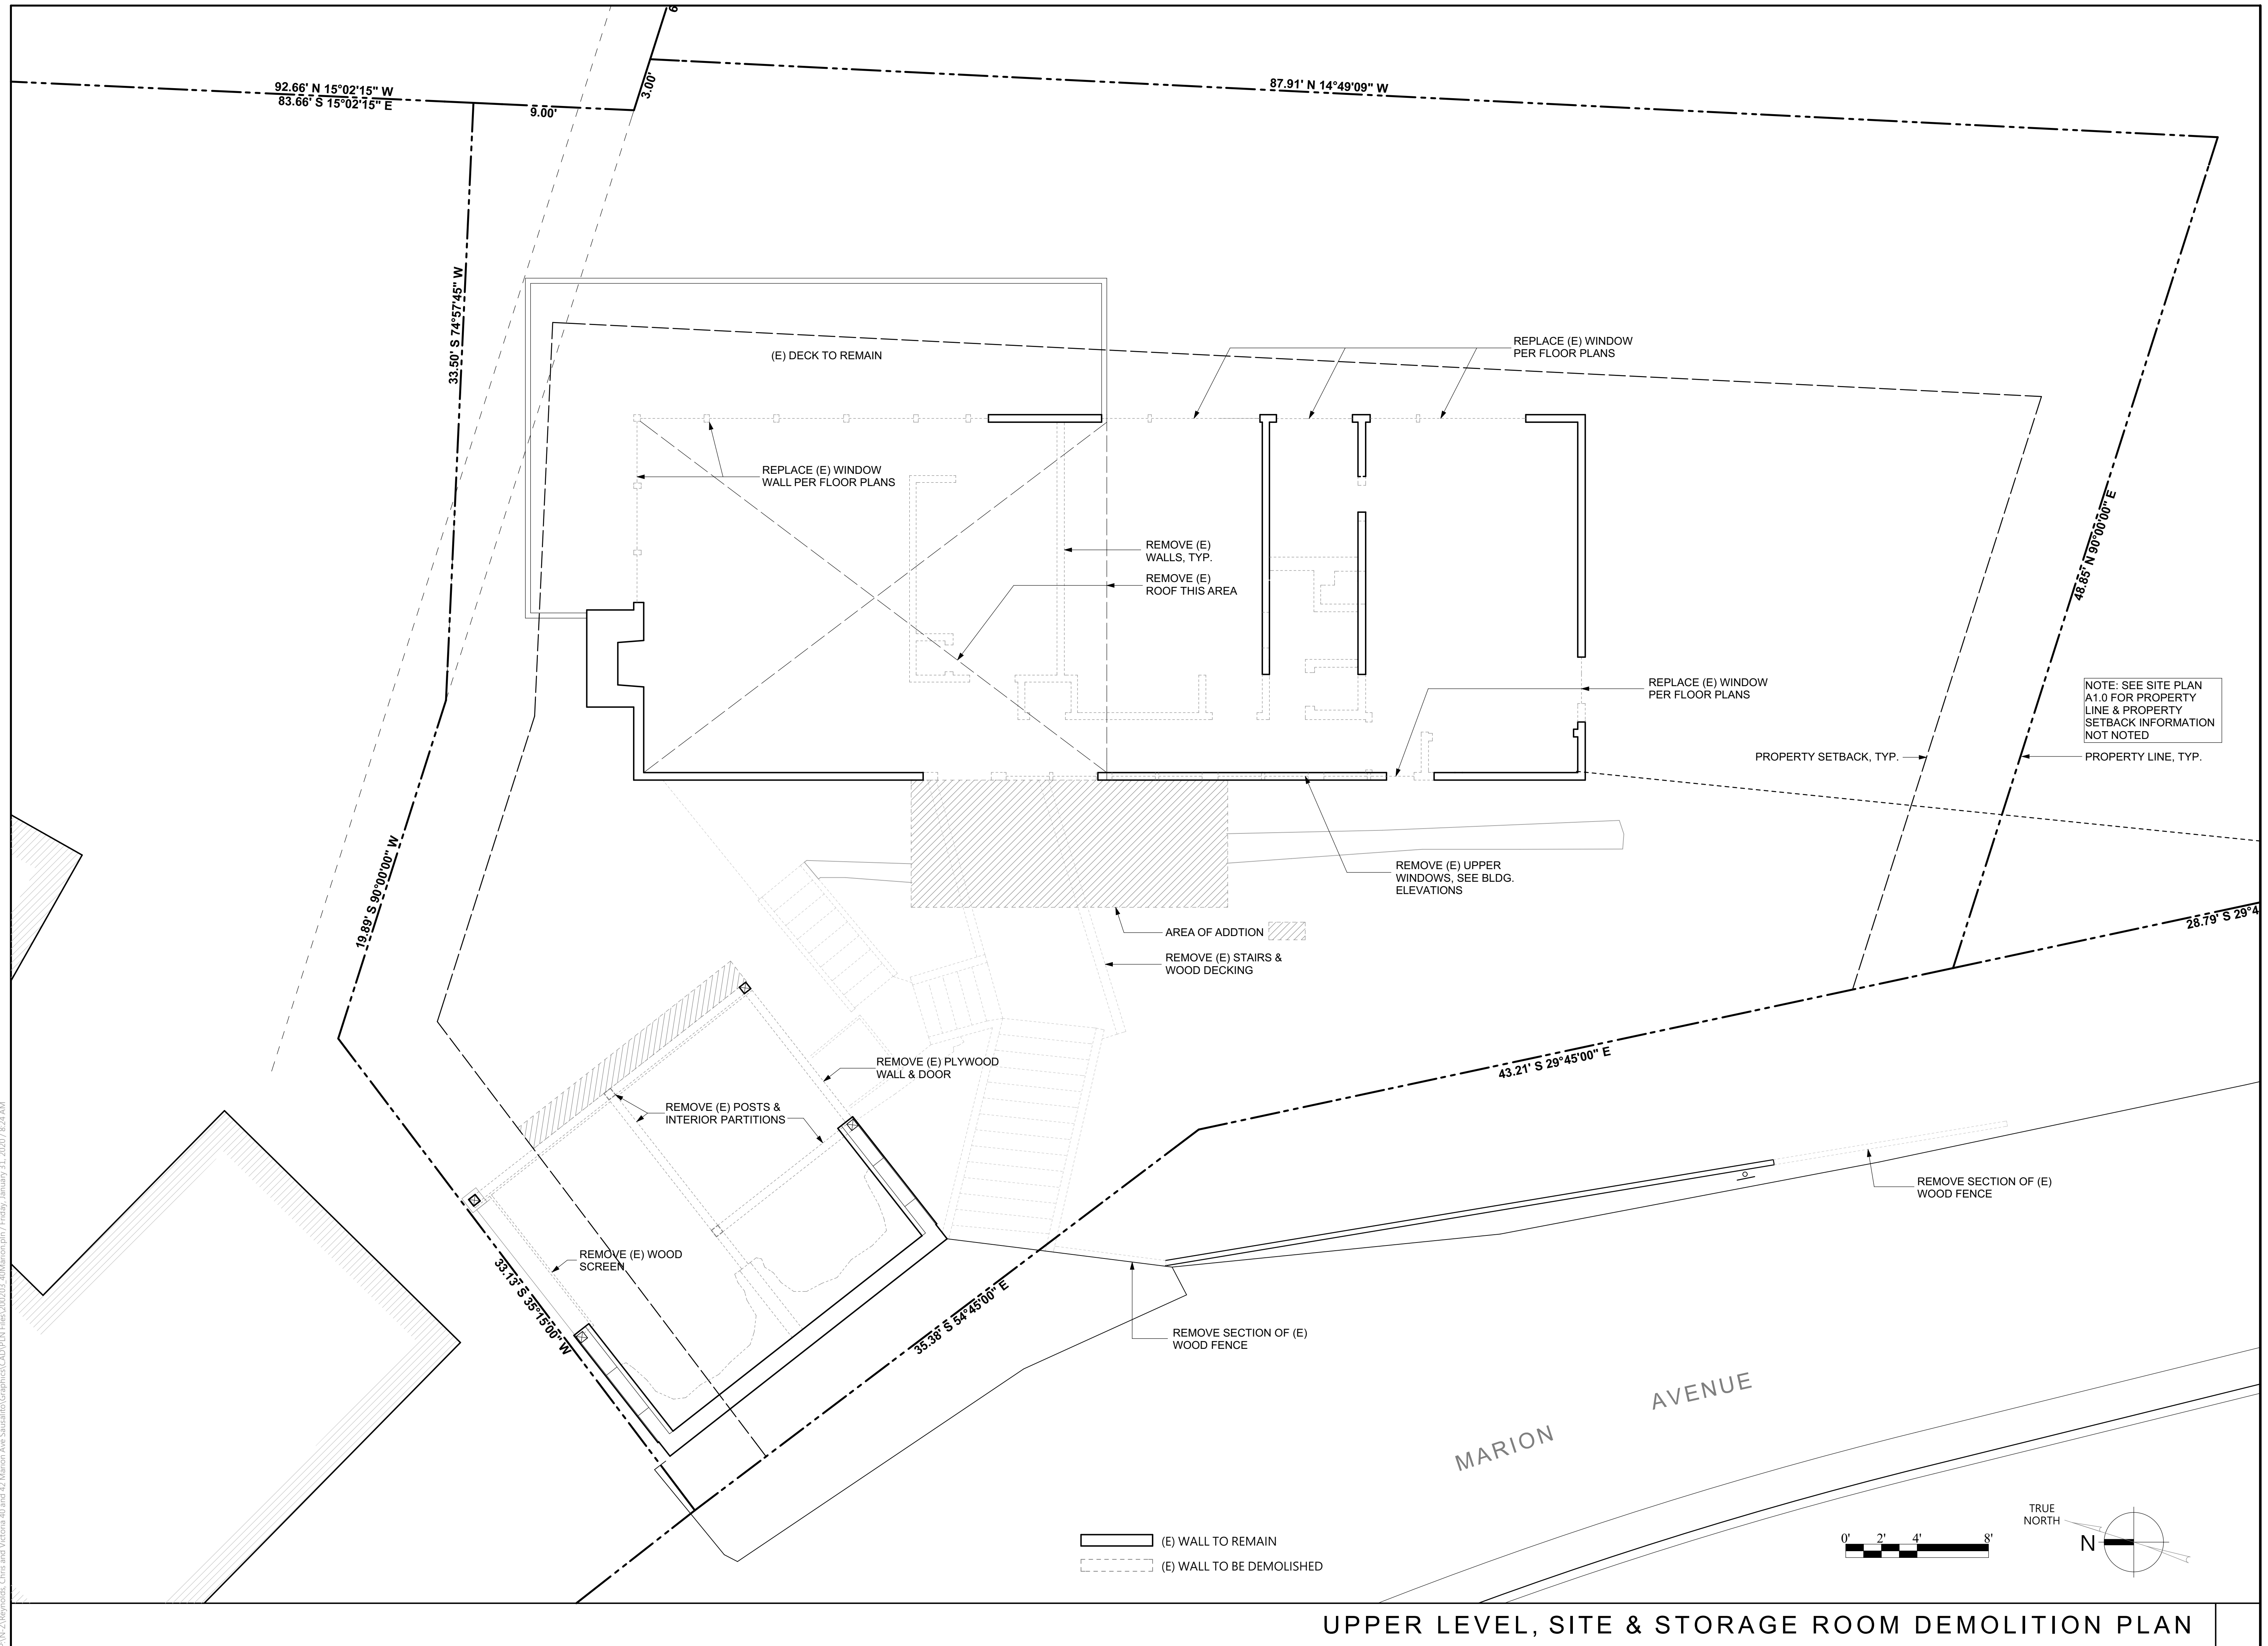 92.66' N 15°02'15" W
83.66' S 15°02'15" E
9.00'
3.00'
87.91' N 14°49'09" W
33.50' S 74°57'45" W
(E) DECK TO REMAIN
REPLACE (E) WINDOW
PER FLOOR PLANS
REPLACE (E) WINDOW
WALL PER FLOOR PLANS
REMOVE (E)
WALLS, TYP.
REMOVE (E)
ROOF THIS AREA
48.85' N 90°00'00" E
REPLACE (E) WINDOW
PER FLOOR PLANS
NOTE: SEE SITE PLAN
A1.0 FOR PROPERTY
LINE & PROPERTY
SETBACK INFORMATION
NOT NOTED
PROPERTY SETBACK, TYP.
PROPERTY LINE, TYP.
19.89' S 90°00'00" W
REMOVE (E) UPPER
WINDOWS, SEE BLDG.
ELEVATIONS
AREA OF ADDTION
28.79' S 29°4
REMOVE (E) STAIRS &
WOOD DECKING
REMOVE (E) PLYWOOD
WALL & DOOR
43.21' S 29°45'00" E
REMOVE (E) POSTS &
INTERIOR PARTITIONS
REMOVE SECTION OF (E)
WOOD FENCE
REMOVE (E) WOOD
SCREEN
33.13' S 35°15'00" W
35.38' S 54°45'00" E
REMOVE SECTION OF (E)
WOOD FENCE
MARION AVENUE
(E) WALL TO REMAIN
(E) WALL TO BE DEMOLISHED
0' 2' 4' 8'
TRUE
NORTH
N
UPPER LEVEL, SITE & STORAGE ROOM DEMOLITION PLAN